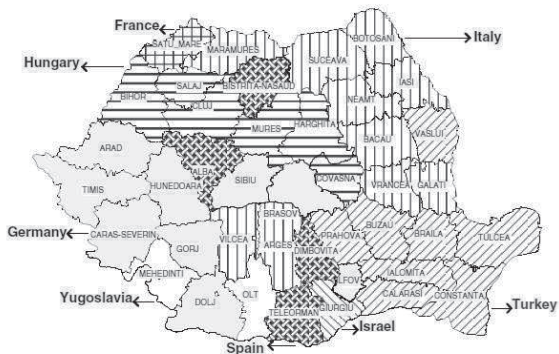 France
BOTOSANI
Italy
SATU_MARE
MARAMURES
SUCEAVA
Hungary
SALAJ
BISTRITA-NASAUD
IASI
BIHOR
CLUJ
NEAMT
MURES
HARGHITA
BACAU
VASLUI
ARAD
ALBA
COVASNA
TIMIS
HUNEDOARA
SIBIU
VRANCEA
GALATI
BRASOV
Germany
CARAS-SEVERIN
GORJ
VILCEA
ARGES
PRAHOVA
BUZAU
BRAILA
TULCEA
DIMBOVITA
MEHEDINTI
ILFOV
IALOMITA
Yugoslavia
DOLJ
OLT
TELEORMAN
GIURGIU
CALARASI
CONSTANTA
Turkey
Israel
Spain